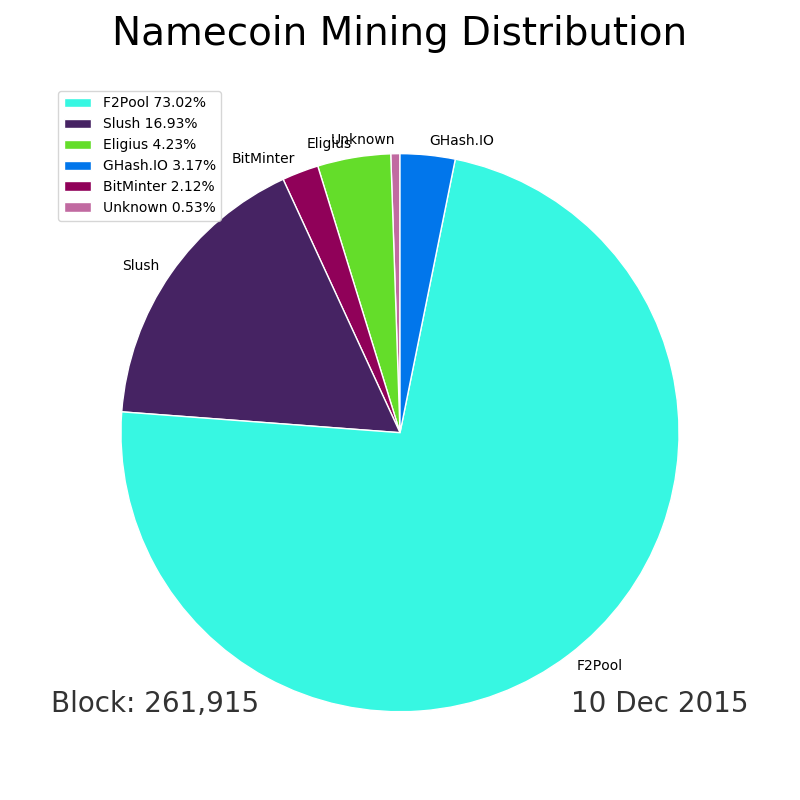 Namecoin Mining Distribution
F2Pool 73.02%
Slush 16.93%
Eligius 4.23%
GHash.IO 3.17%
BitMinter 2.12%
Unknown 0.53%
Unknown
GHash.IO
Eligius
BitMinter
Slush
F2Pool
Block: 261,915
10 Dec 2015